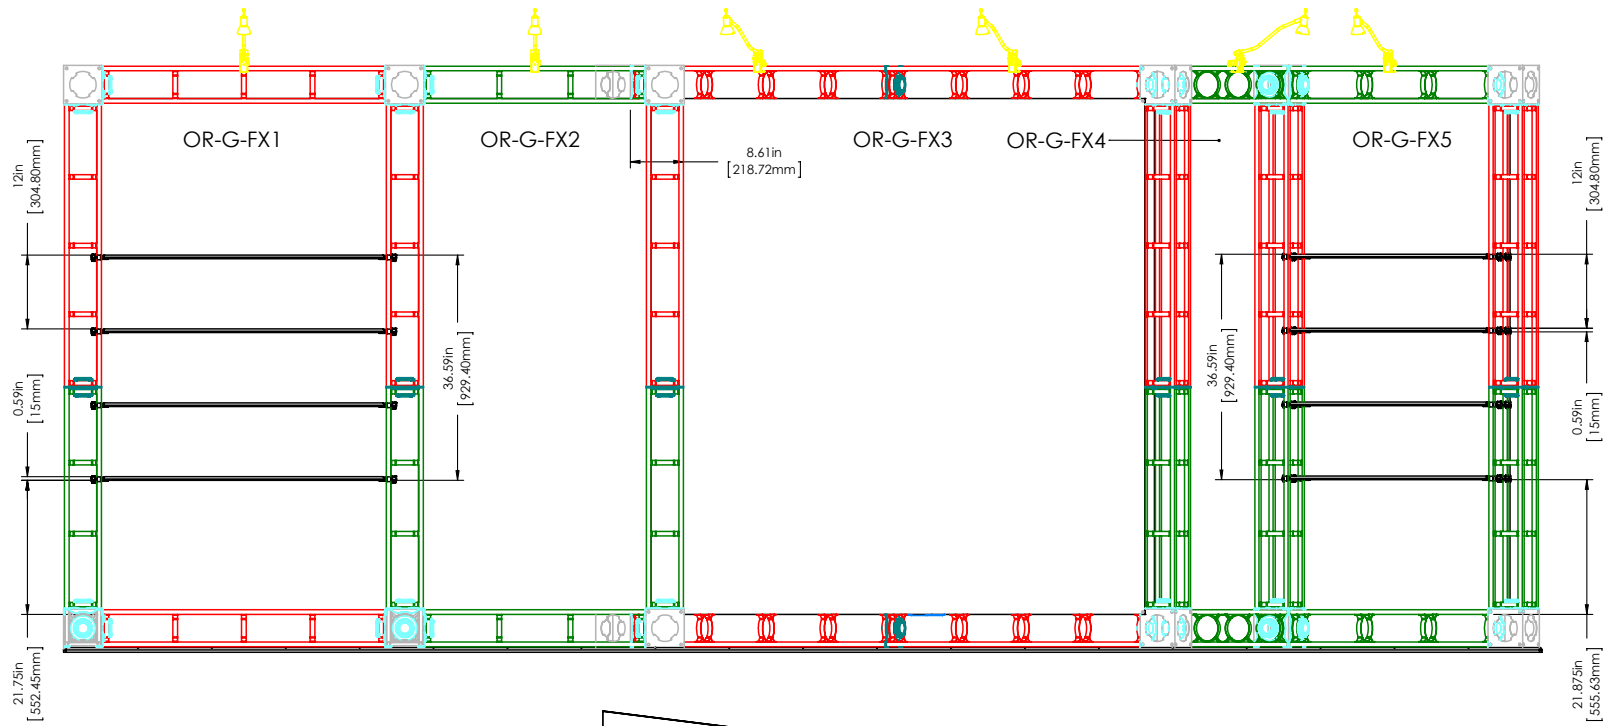 OR-G-FX1
OR-G-FX2
OR-G-FX3
OR-G-FX4
OR-G-FX5
8.61in
[218.72mm]
12in
[304.80mm]
0.59in
[15mm]
21.75in
[552.45mm]
36.59in
[929.40mm]
36.59in
[929.40mm]
12in
[304.80mm]
0.59in
[15mm]
21.875in
[555.63mm]